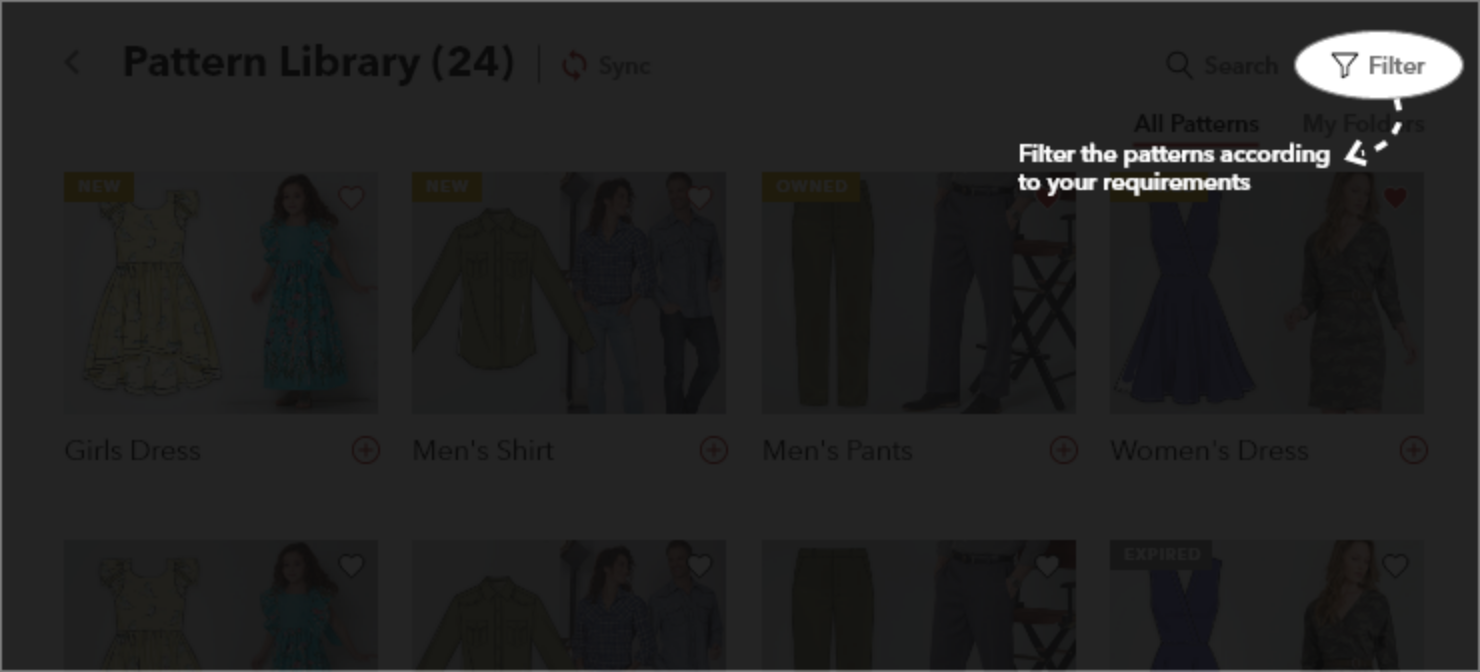 Pattern Library (24)
Sync
Search
Filter
All Patterns
My Folders
Filter the patterns according
to your requirements
NEW
NEW
OWNED
Girls Dress
Men's Shirt
Men's Pants
Women's Dress
EXPIRED